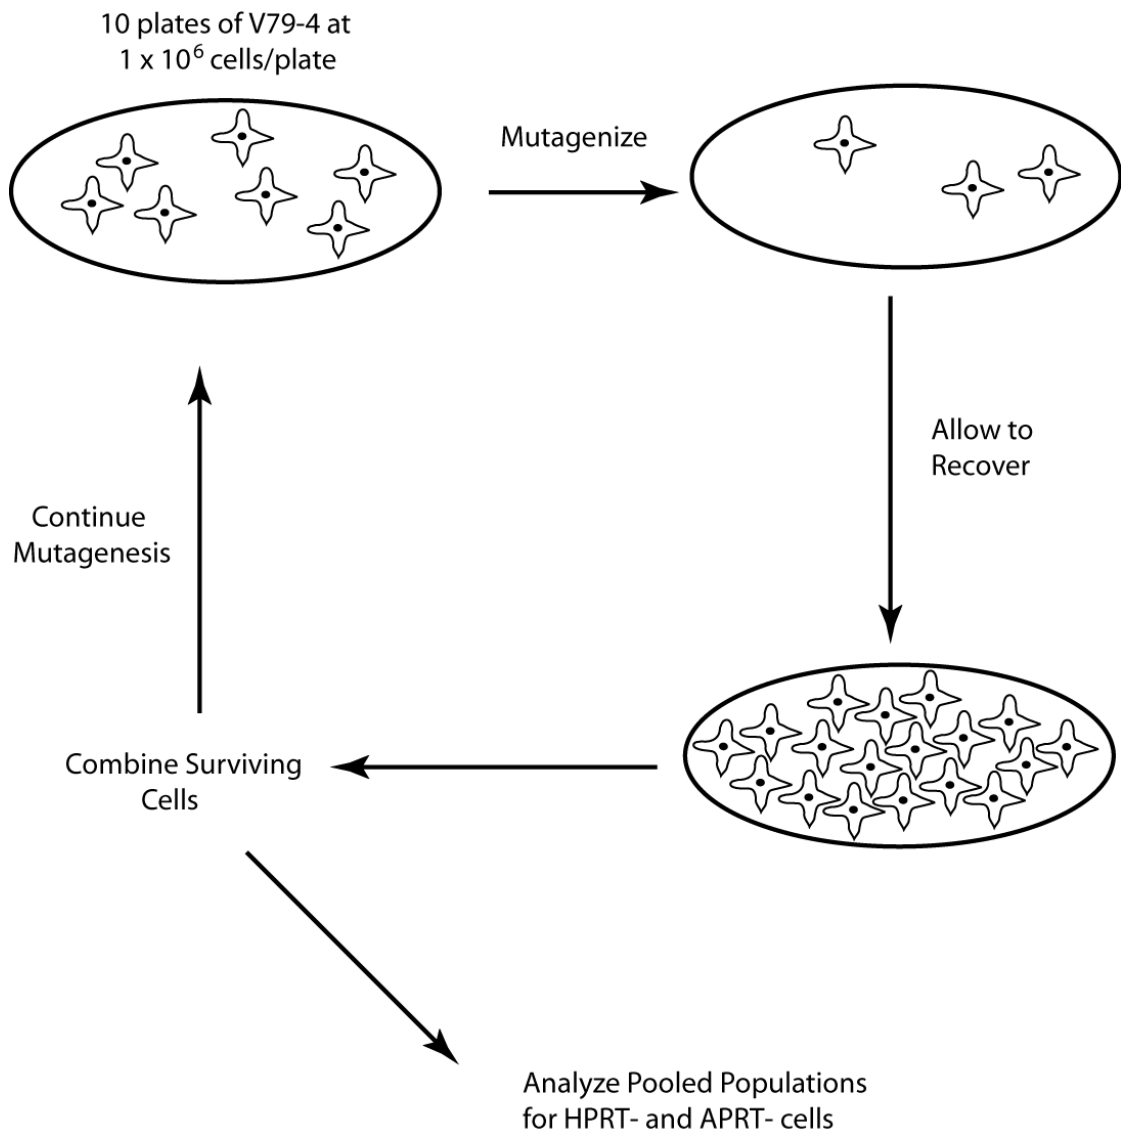 10 plates of V79-4 at
1 x 10⁶ cells/plate
Mutagenize
Allow to
Recover
Continue
Mutagenesis
Combine Surviving
Cells
Analyze Pooled Populations
for HPRT- and APRT- cells